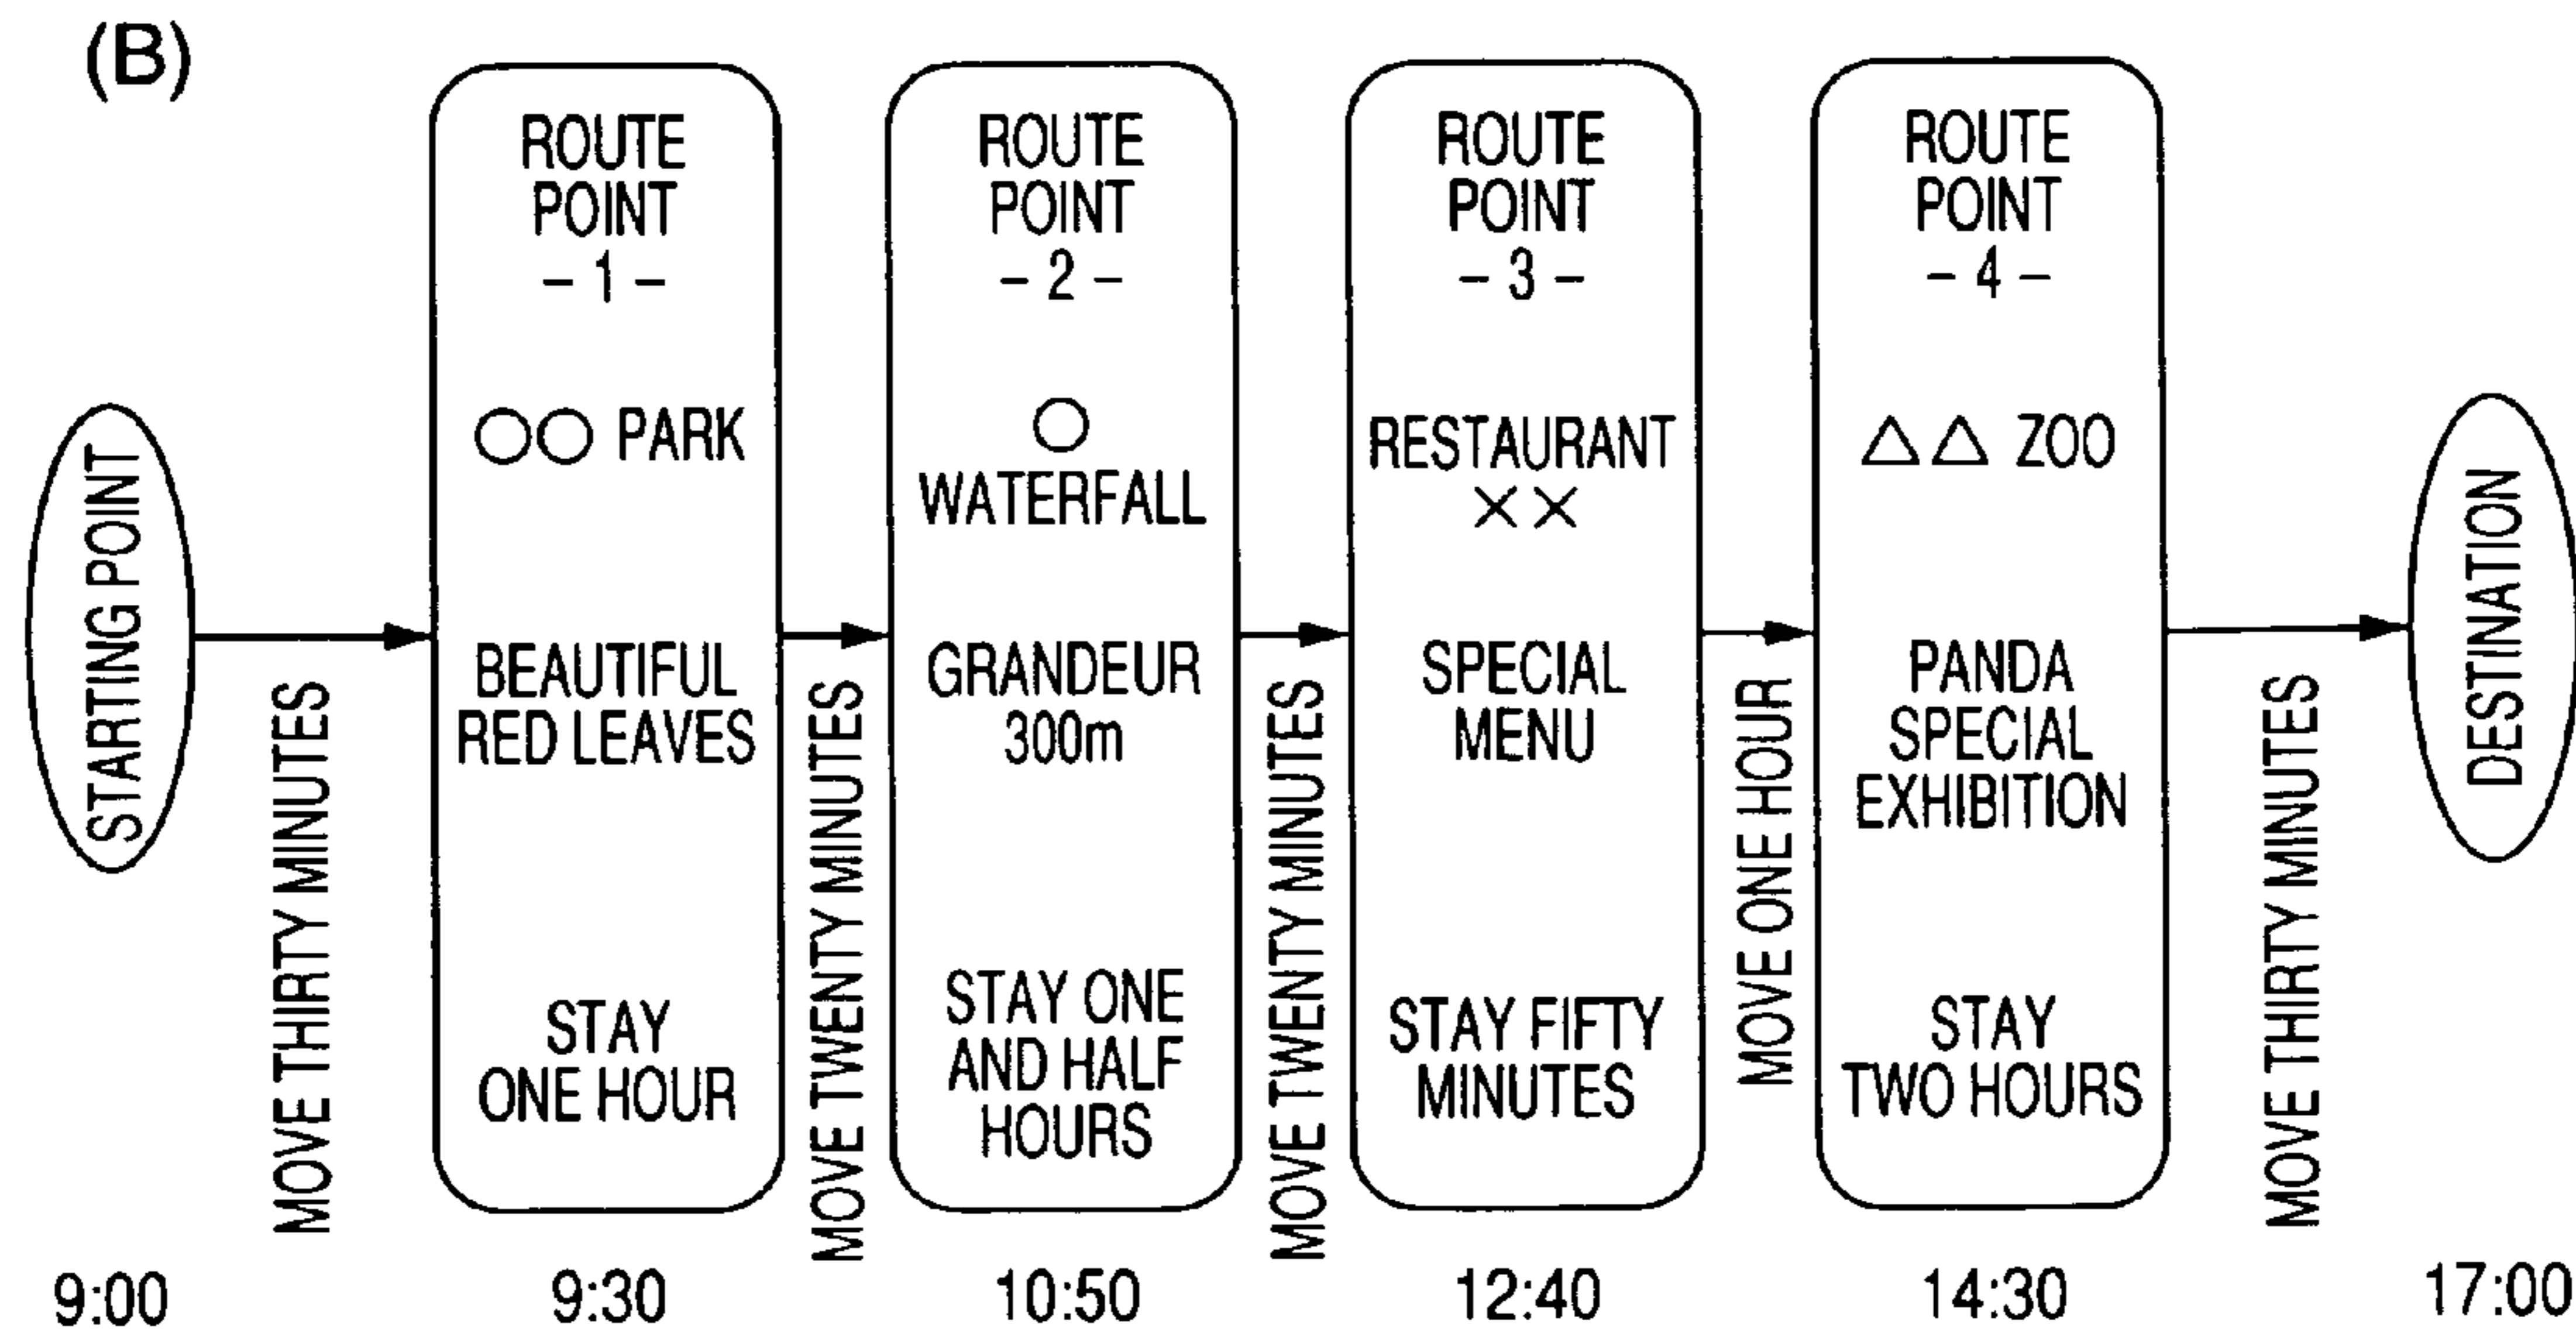 (B)
STARTING POINT
MOVE THIRTY MINUTES
ROUTE
POINT
– 1 –
○○ PARK
BEAUTIFUL
RED LEAVES
STAY
ONE HOUR
MOVE TWENTY MINUTES
ROUTE
POINT
– 2 –
○
WATERFALL
GRANDEUR
300m
STAY ONE
AND HALF
HOURS
MOVE TWENTY MINUTES
ROUTE
POINT
– 3 –
RESTAURANT
××
SPECIAL
MENU
STAY FIFTY
MINUTES
MOVE ONE HOUR
ROUTE
POINT
– 4 –
△△ ZOO
PANDA
SPECIAL
EXHIBITION
STAY
TWO HOURS
MOVE THIRTY MINUTES
DESTINATION
9:00
9:30
10:50
12:40
14:30
17:00